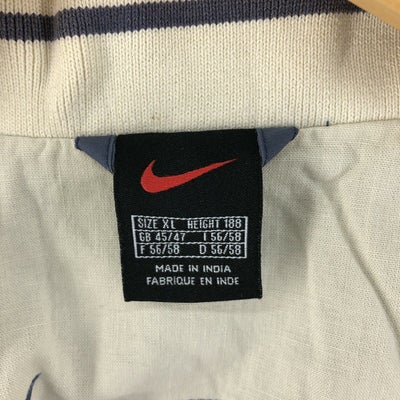 SIZE XL HEIGHT 188
GB 45/47 I 56/58
F 56/58 D 56/58
MADE IN INDIA
FABRIQUE EN INDE